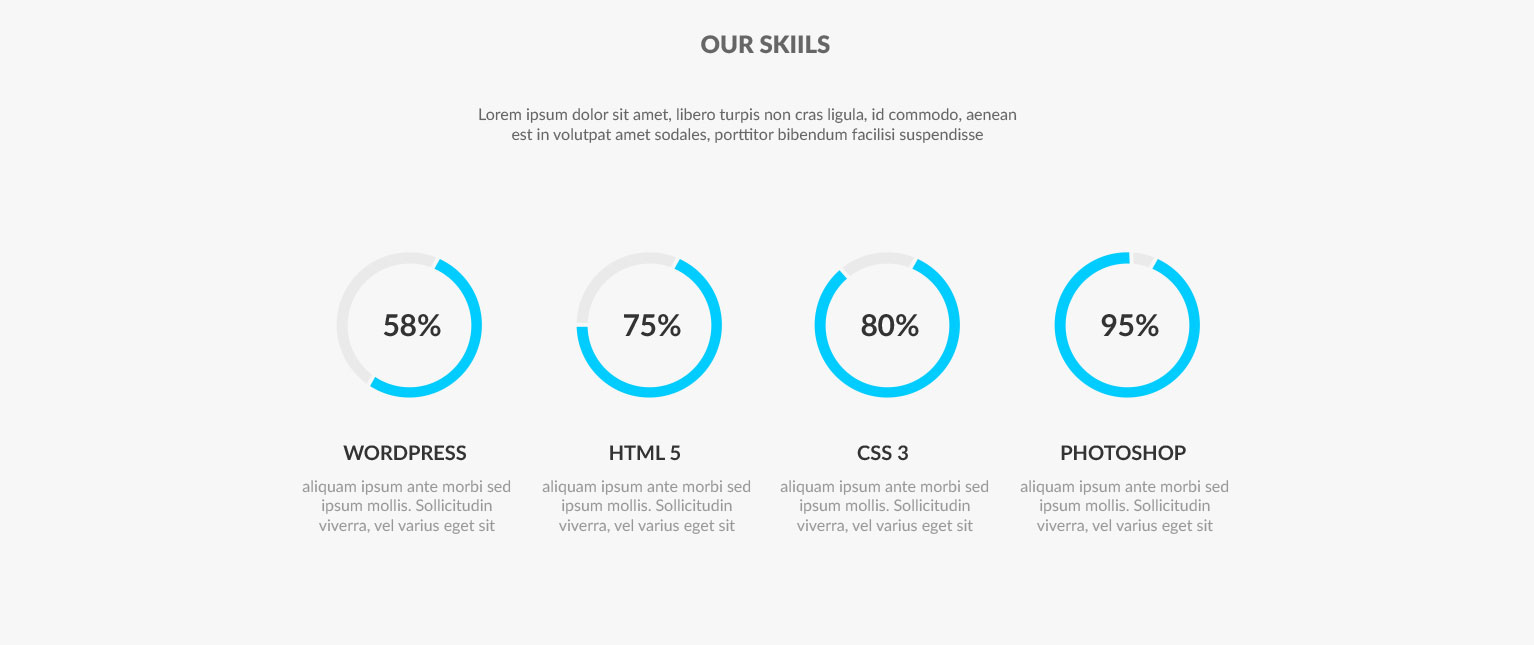 OUR SKIILS
Lorem ipsum dolor sit amet, libero turpis non cras ligula, id commodo, aenean
est in volutpat amet sodales, porttitor bibendum facilisi suspendisse
58%
75%
80%
95%
WORDPRESS
aliquam ipsum ante morbi sed
ipsum mollis. Sollicitudin
viverra, vel varius eget sit
HTML 5
aliquam ipsum ante morbi sed
ipsum mollis. Sollicitudin
viverra, vel varius eget sit
CSS 3
aliquam ipsum ante morbi sed
ipsum mollis. Sollicitudin
viverra, vel varius eget sit
PHOTOSHOP
aliquam ipsum ante morbi sed
ipsum mollis. Sollicitudin
viverra, vel varius eget sit